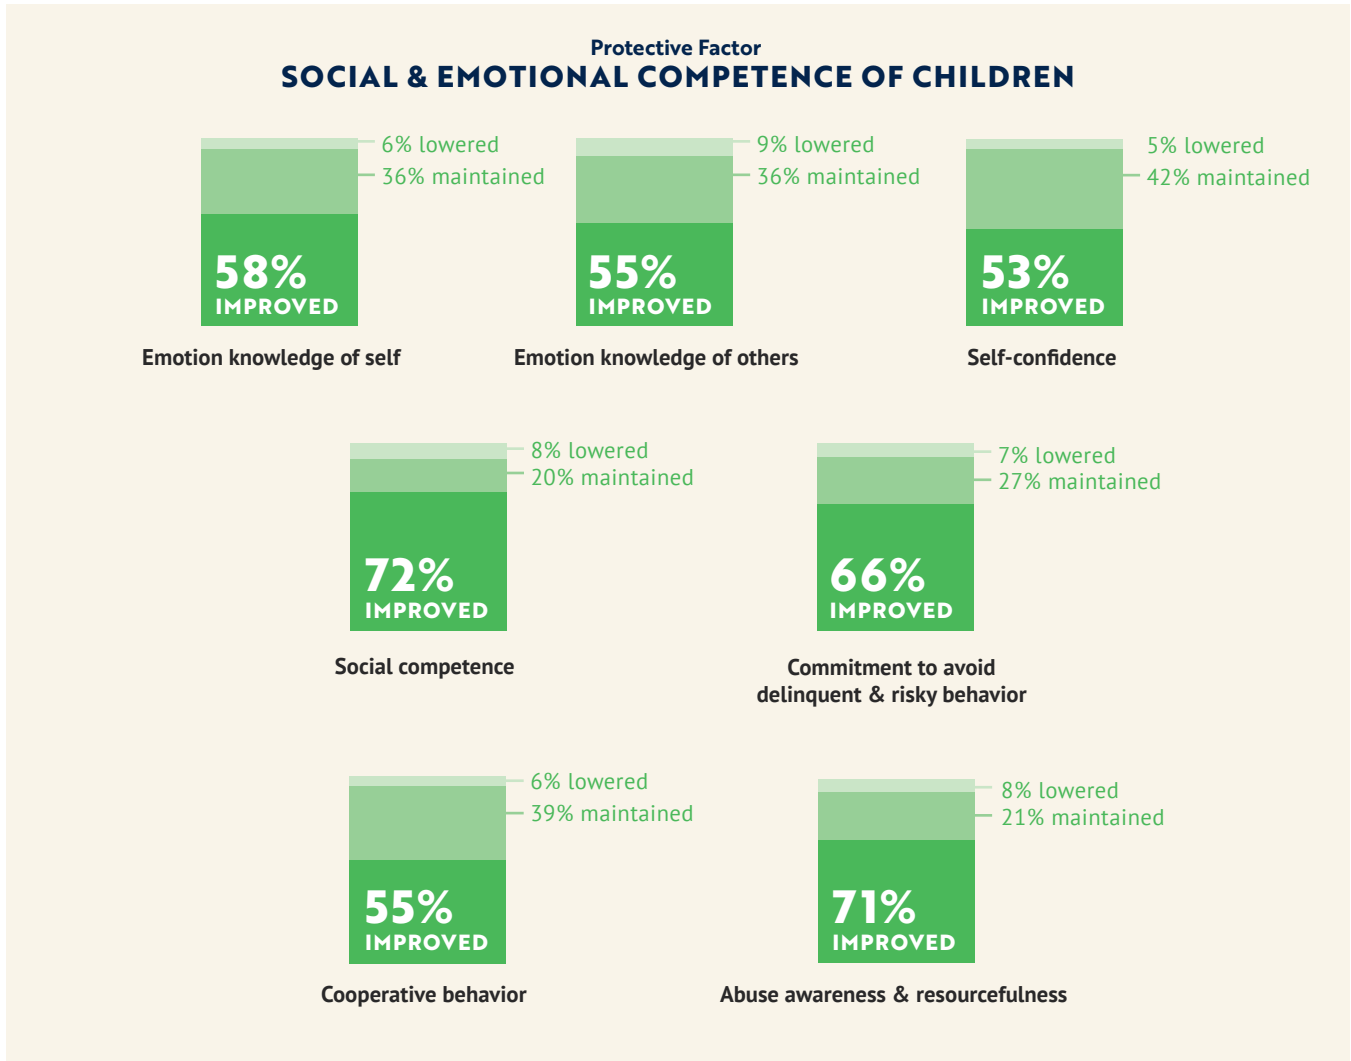 Protective Factor
SOCIAL & EMOTIONAL COMPETENCE OF CHILDREN
6% lowered
36% maintained
58%
IMPROVED
Emotion knowledge of self
9% lowered
36% maintained
55%
IMPROVED
Emotion knowledge of others
5% lowered
42% maintained
53%
IMPROVED
Self-confidence
8% lowered
20% maintained
72%
IMPROVED
Social competence
7% lowered
27% maintained
66%
IMPROVED
Commitment to avoid
delinquent & risky behavior
6% lowered
39% maintained
55%
IMPROVED
Cooperative behavior
8% lowered
21% maintained
71%
IMPROVED
Abuse awareness & resourcefulness